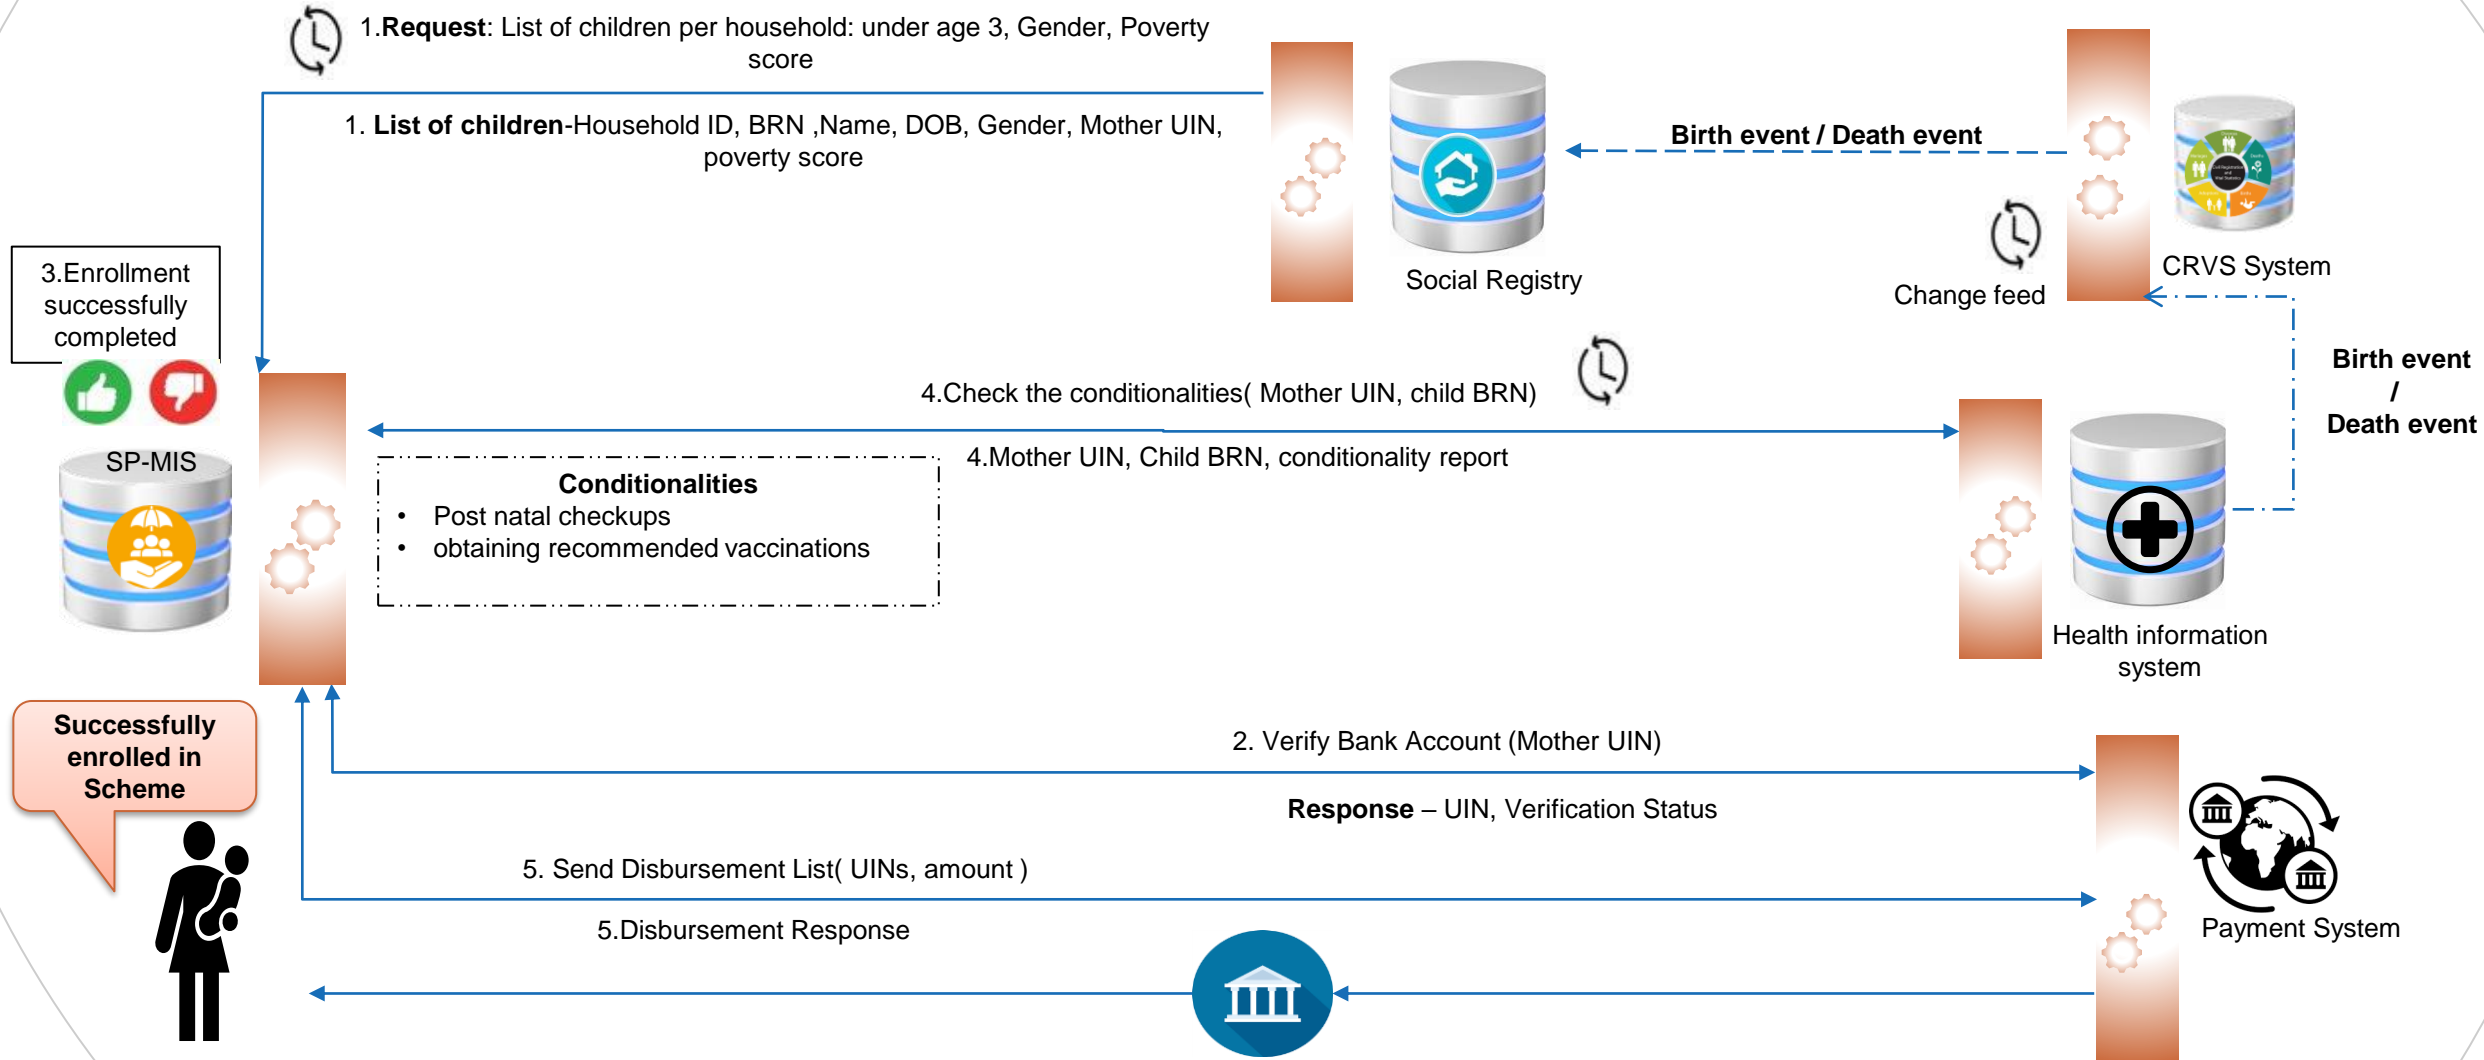 1.Request: List of children per household: under age 3, Gender, Poverty
score
1. List of children-Household ID, BRN ,Name, DOB, Gender, Mother UIN,
poverty score
Birth event / Death event
Social Registry
Change feed
CRVS System
3.Enrollment
successfully
completed
Birth event
/
Death event
4.Check the conditionalities( Mother UIN, child BRN)
4.Mother UIN, Child BRN, conditionality report
SP-MIS
Conditionalities
• Post natal checkups
• obtaining recommended vaccinations
Health information
system
Successfully
enrolled in
Scheme
2. Verify Bank Account (Mother UIN)
Response – UIN, Verification Status
5. Send Disbursement List( UINs, amount )
5.Disbursement Response
Payment System